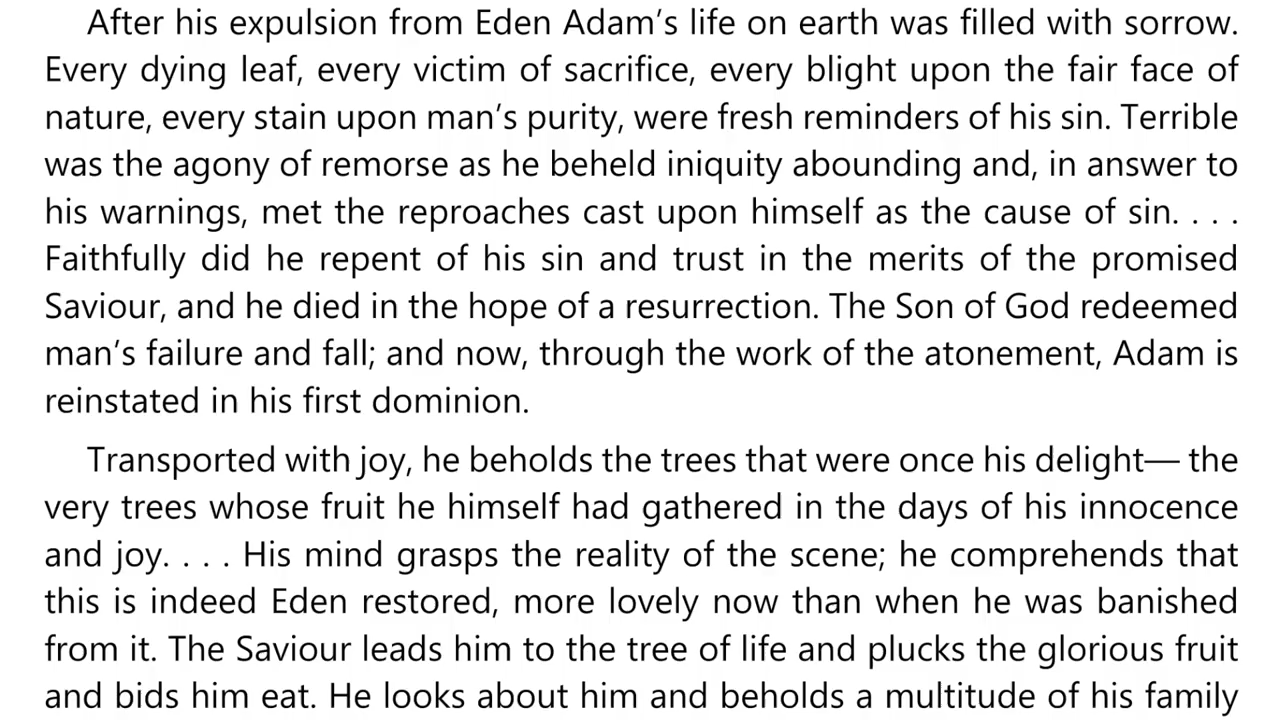 After his expulsion from Eden Adam’s life on earth was filled with sorrow.
Every dying leaf, every victim of sacrifice, every blight upon the fair face of
nature, every stain upon man’s purity, were fresh reminders of his sin. Terrible
was the agony of remorse as he beheld iniquity abounding and, in answer to
his warnings, met the reproaches cast upon himself as the cause of sin. . . .
Faithfully did he repent of his sin and trust in the merits of the promised
Saviour, and he died in the hope of a resurrection. The Son of God redeemed
man’s failure and fall; and now, through the work of the atonement, Adam is
reinstated in his first dominion.
Transported with joy, he beholds the trees that were once his delight— the
very trees whose fruit he himself had gathered in the days of his innocence
and joy. . . . His mind grasps the reality of the scene; he comprehends that
this is indeed Eden restored, more lovely now than when he was banished
from it. The Saviour leads him to the tree of life and plucks the glorious fruit
and bids him eat. He looks about him and beholds a multitude of his family